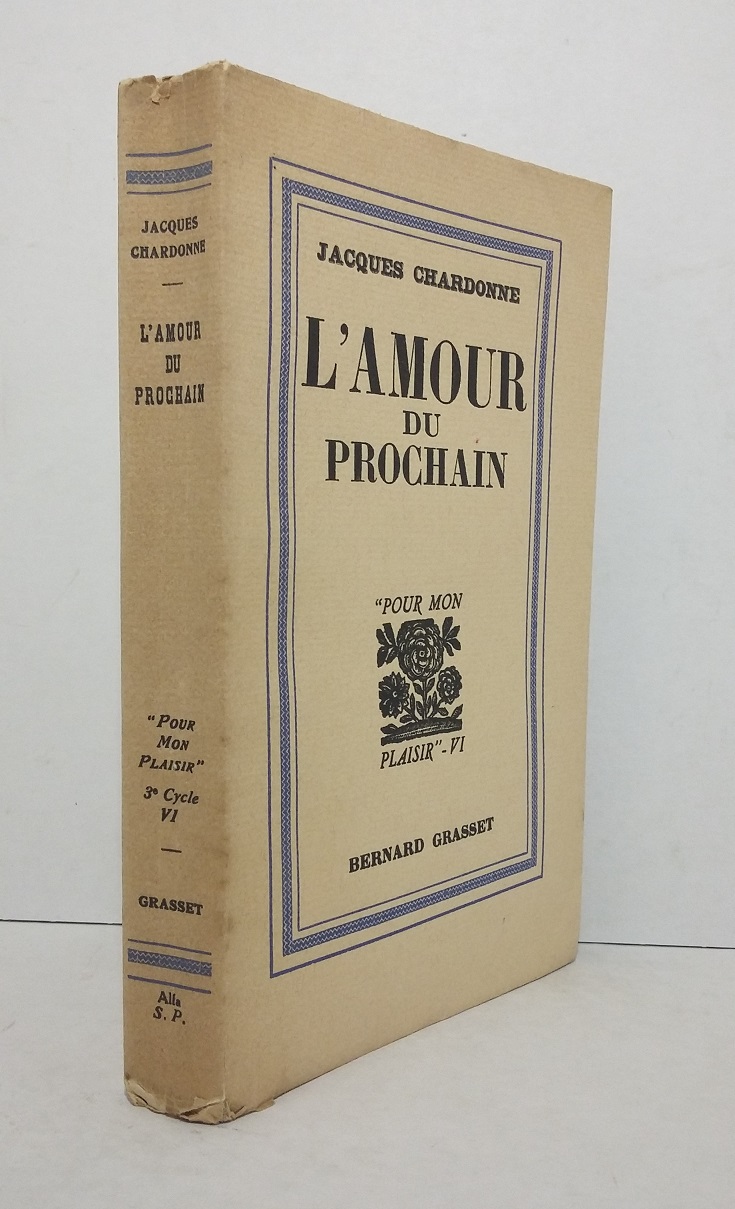 JACQUES
CHARDONNE
L'AMOUR
DU
PROCHAIN
"POUR
MON
PLAISIR"
3e Cycle
VI
GRASSET
Alfa
S. P.
JACQUES CHARDONNE
L'AMOUR
DU
PROCHAIN
"POUR MON
PLAISIR"-VI
BERNARD GRASSET